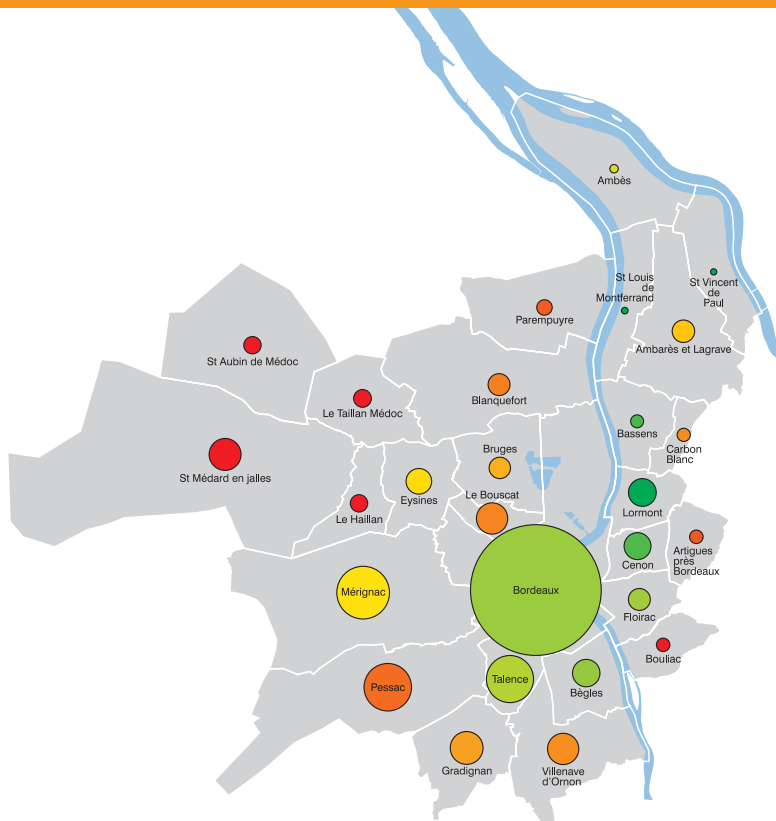 Ambès
St Louis
de
Montferrand
St Vincent
de
Paul
Parempuyre
Ambarès et Lagrave
St Aubin de Médoc
Le Taillan Médoc
Blanquefort
Bassens
Carbon
Blanc
Bruges
St Médard en jalles
Eysines
Le Bouscat
Le Haillan
Lormont
Artigues
près
Bordeaux
Cenon
Mérignac
Bordeaux
Floirac
Bouliac
Pessac
Talence
Bègles
Gradignan
Villenave
d'Ornon